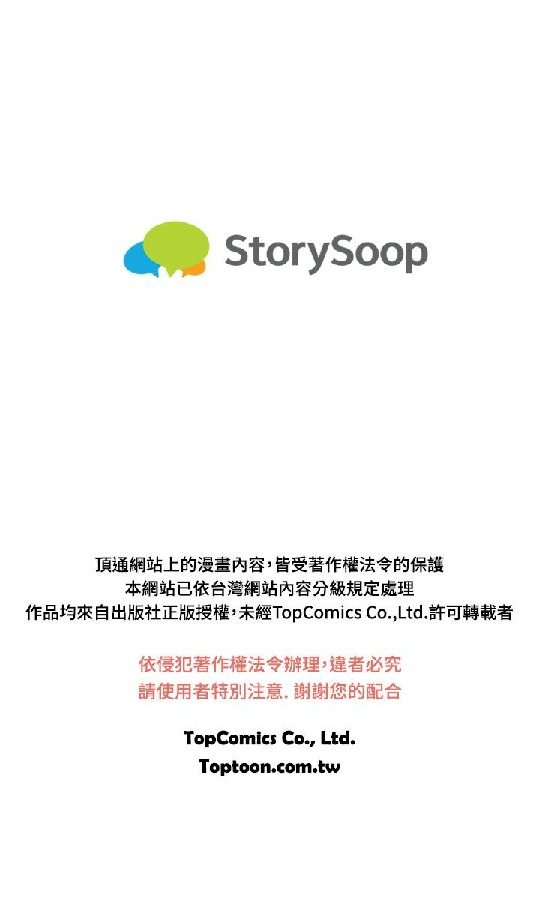 StorySoop
頂通網站上的漫畫內容，皆受著作權法令的保護
本網站已依台灣網站內容分級規定處理
作品均來自出版社正版授權，未經TopComics Co.,Ltd.許可轉載者
依侵犯著作權法令辦理，違者必究
請使用者特別注意. 謝謝您的配合
TopComics Co., Ltd.
Toptoon.com.tw